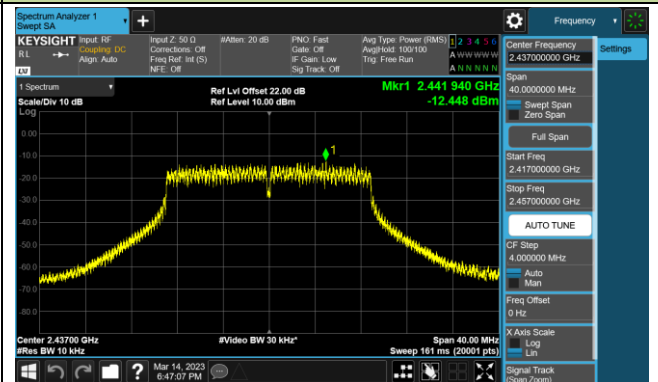 Spectrum Analyzer 1
Swept SA
+
Frequency
KEYSIGHT
Input: RF
Input Z: 50 Ω
#Atten: 20 dB
PNO: Fast
Avg Type: Power (RMS)
1 2 3 4 5 6
RL
Coupling: DC
Corrections: Off
Gate: Off
Avg|Hold: 100/100
A W W W W W
Align: Auto
Freq Ref: Int (S)
IF Gain: Low
Trig: Free Run
NFE: Off
Sig Track: Off
A N N N N N
LXI
1 Spectrum
Ref Lvl Offset 22.00 dB
Mkr1 2.441 940 GHz
Scale/Div 10 dB
Ref Level 10.00 dBm
-12.448 dBm
Log
0.00
-10.0
-20.0
-30.0
-40.0
-50.0
-60.0
-70.0
-80.0
1
Center 2.43700 GHz
#Video BW 30 kHz*
Span 40.00 MHz
#Res BW 10 kHz
Sweep 161 ms (20001 pts)
Mar 14, 2023
6:47:07 PM
?
Center Frequency
2.437000000 GHz
Settings
Span
40.0000000 MHz
Swept Span
Zero Span
Full Span
Start Freq
2.417000000 GHz
Stop Freq
2.457000000 GHz
AUTO TUNE
CF Step
4.000000 MHz
Auto
Man
Freq Offset
0 Hz
X Axis Scale
Log
Lin
Signal Track
(Span Zoom)